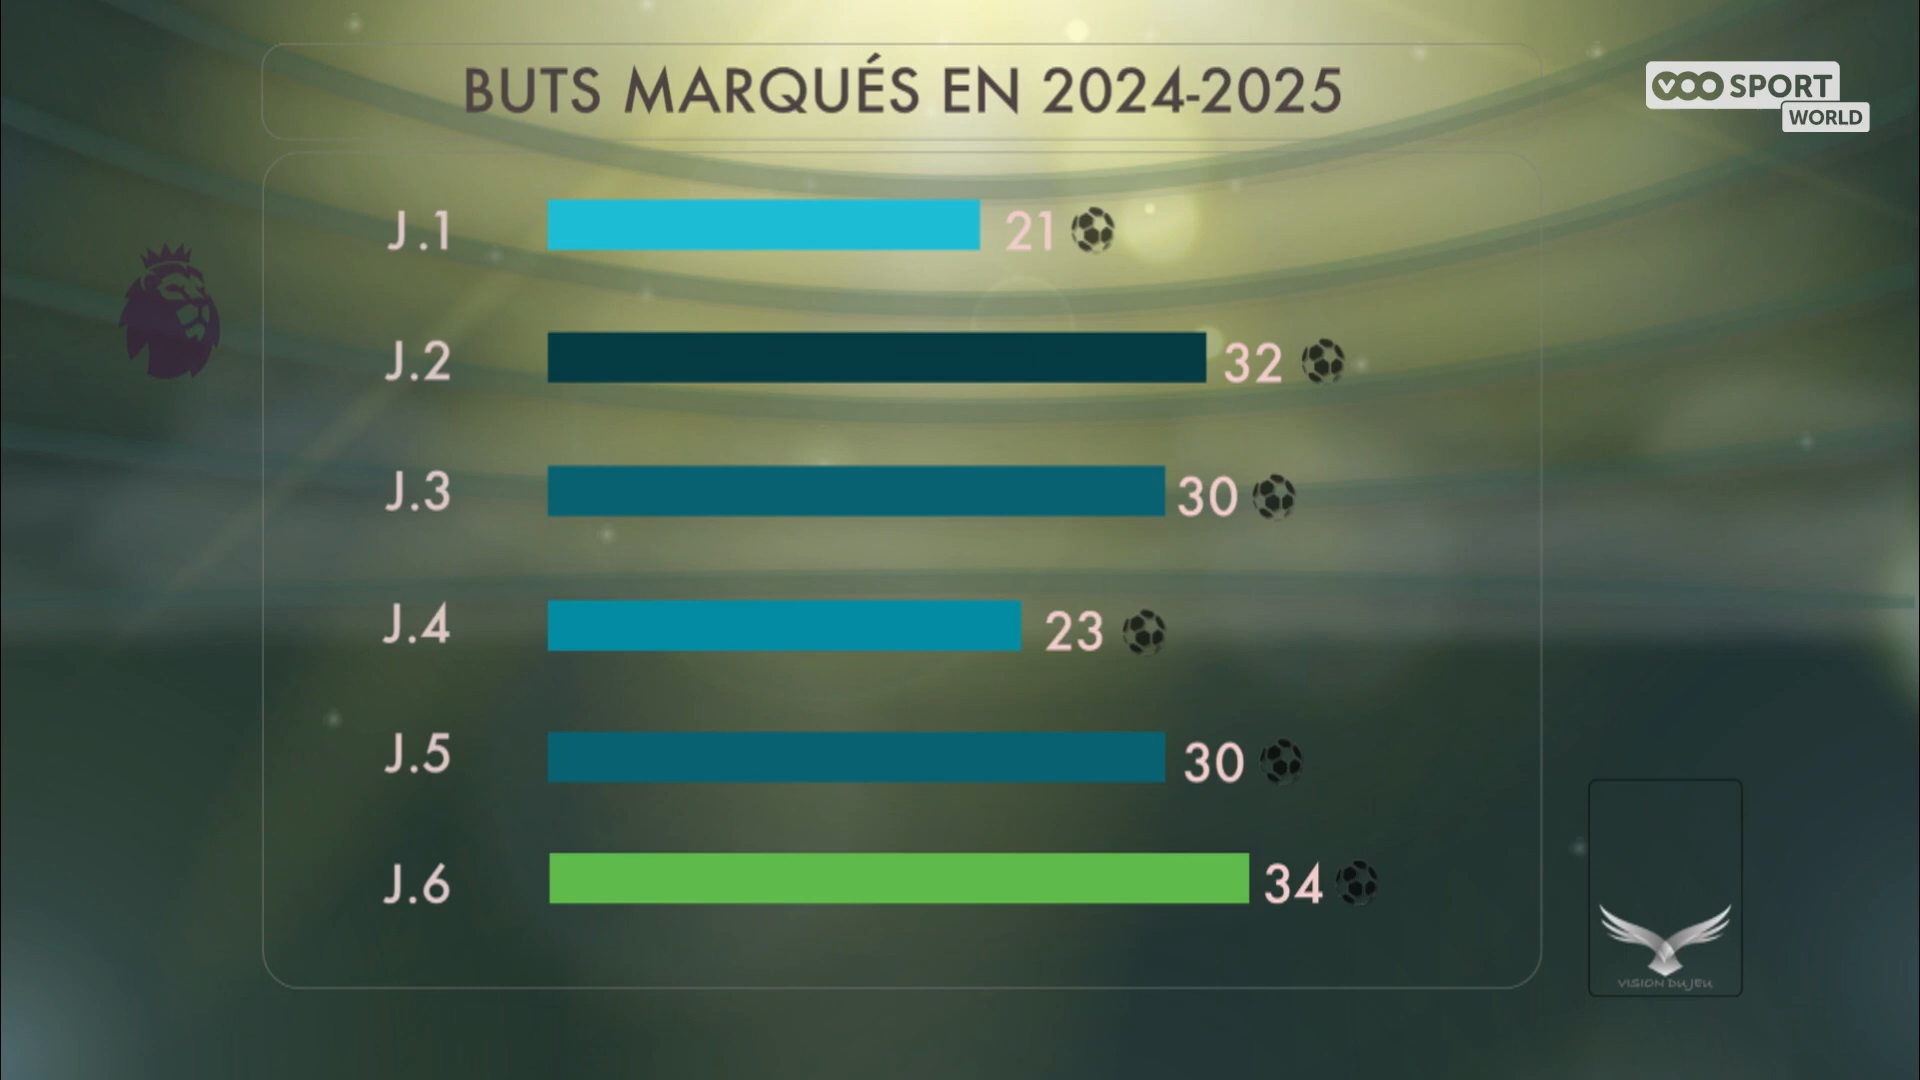 BUTS MARQUÉS EN 2024-2025
VOO SPORT
WORLD
J.1 21
J.2 32
J.3 30
J.4 23
J.5 30
J.6 34
VISION DU JEU